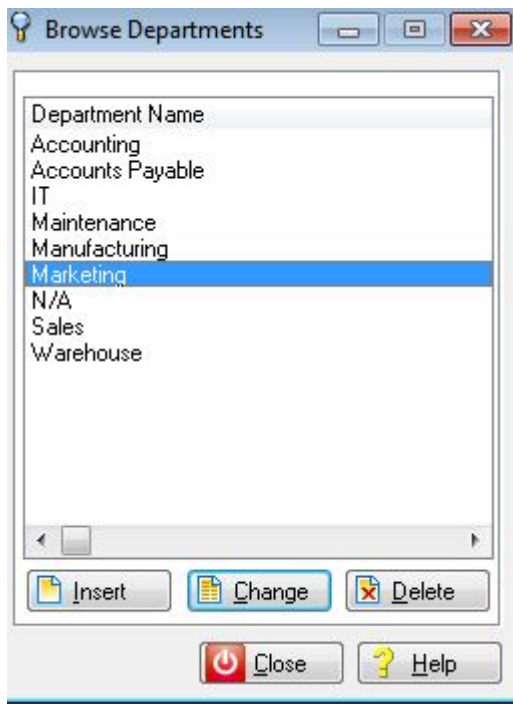 Browse Departments
Department Name
Accounting
Accounts Payable
IT
Maintenance
Manufacturing
Marketing
N/A
Sales
Warehouse
Insert Change Delete
Close Help